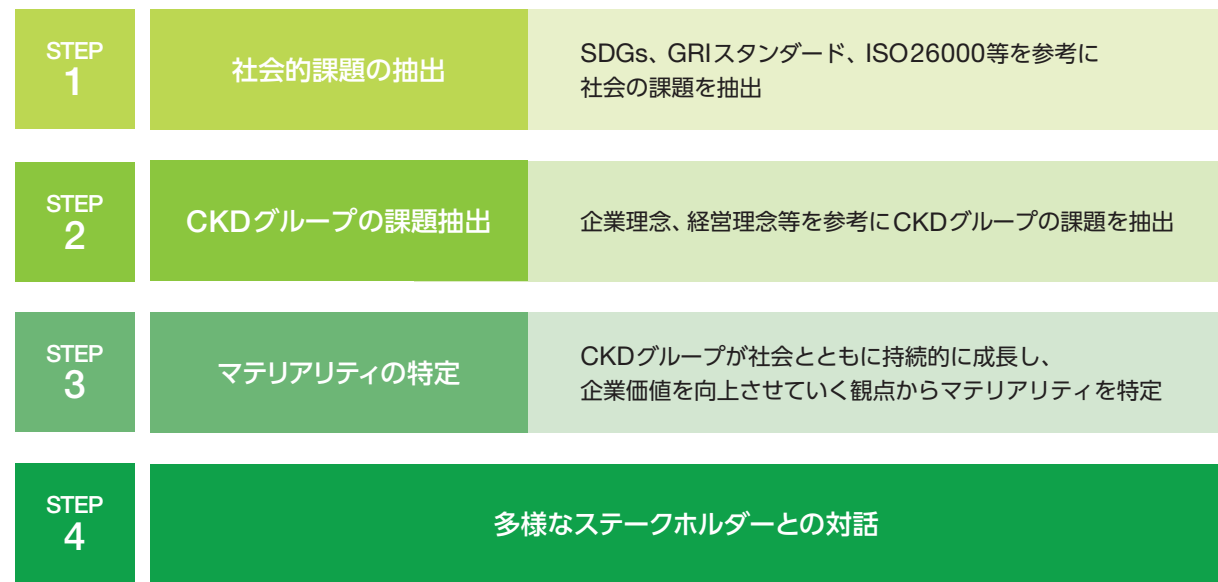 STEP
1
社会的課題の抽出
SDGs、GRIスタンダード、ISO26000等を参考に
社会の課題を抽出
STEP
2
CKDグループの課題抽出
企業理念、経営理念等を参考にCKDグループの課題を抽出
STEP
3
マテリアリティの特定
CKDグループが社会とともに持続的に成長し、
企業価値を向上させていく観点からマテリアリティを特定
STEP
4
多様なステークホルダーとの対話